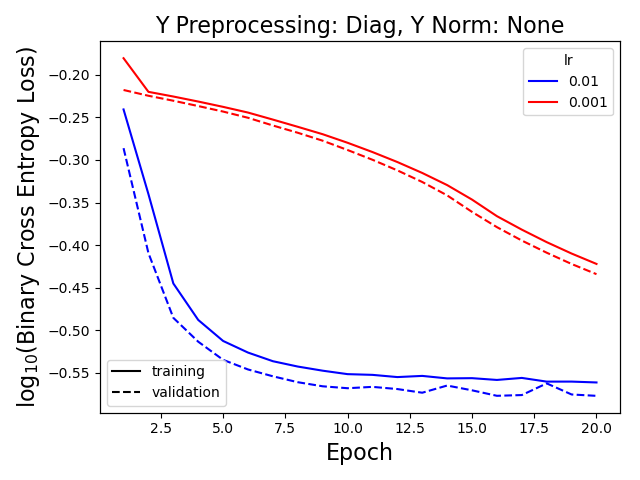 Y Preprocessing: Diag, Y Norm: None
log₁₀(Binary Cross Entropy Loss)
−0.20
−0.25
−0.30
−0.35
−0.40
−0.45
−0.50
−0.55
lr
0.01
0.001
training
validation
2.5 5.0 7.5 10.0 12.5 15.0 17.5 20.0
Epoch